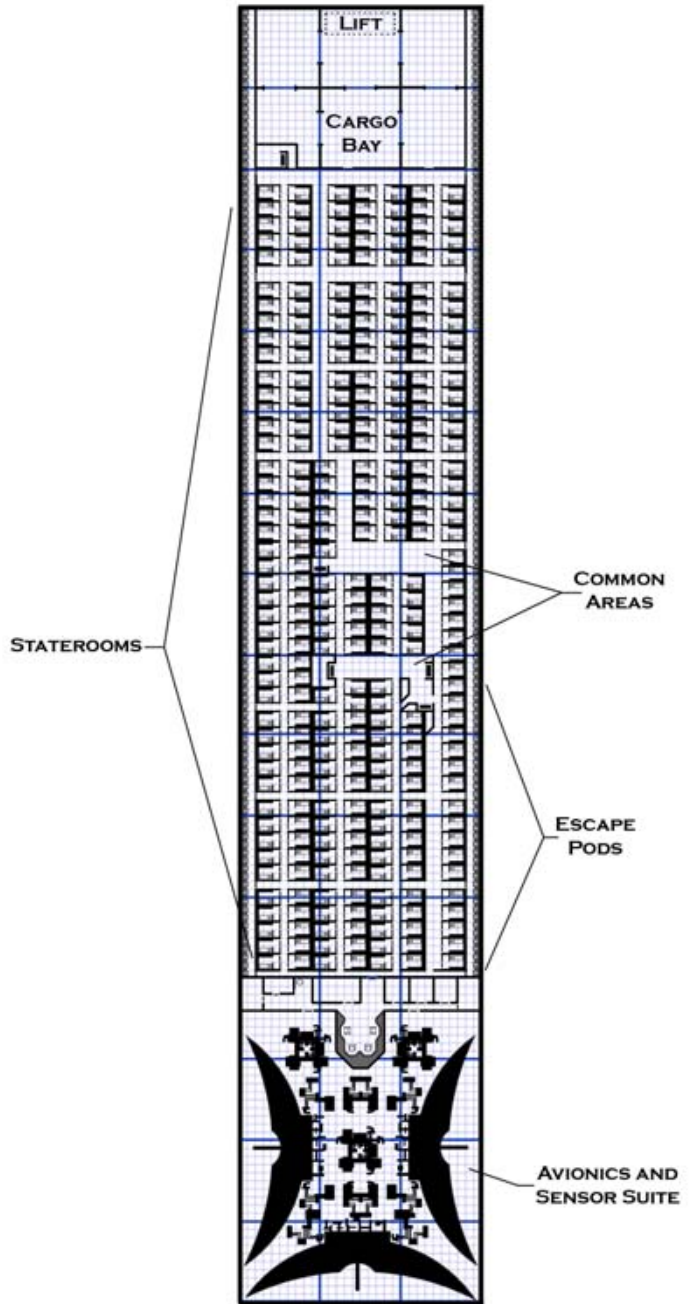 LIFT
CARGO
BAY
COMMON
AREAS
STATEROOMS
ESCAPE
PODS
AVIONICS AND
SENSOR SUITE